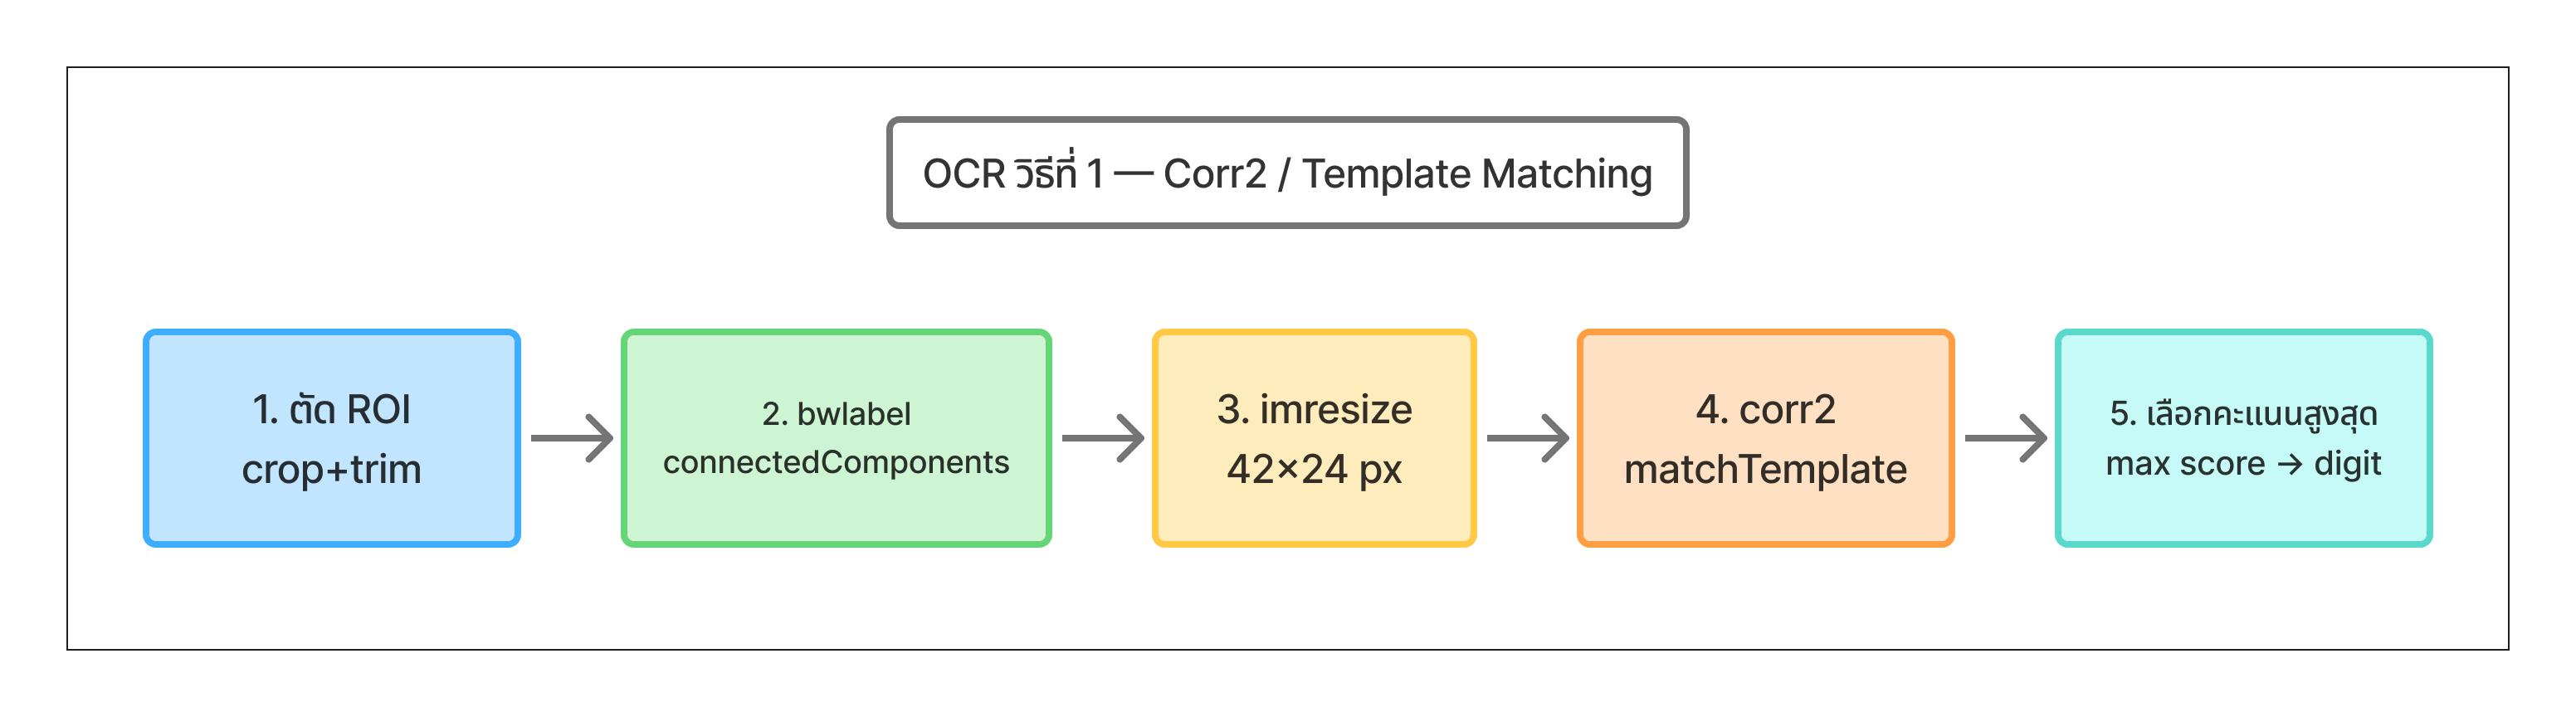 OCR วิธีที่ 1 — Corr2 / Template Matching
1. ตัด ROI
crop+trim
2. bwlabel
connectedComponents
3. imresize
42×24 px
4. corr2
matchTemplate
5. เลือกคะแนนสูงสุด
max score → digit